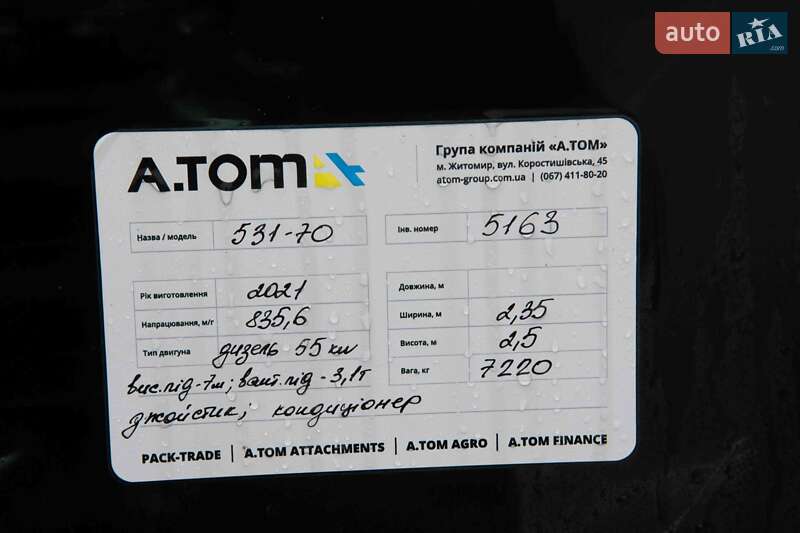 auto RIA.com
A.TOM
Група компаній «А.ТОМ»
м. Житомир, вул. Коростишівська, 45
atom-group.com.ua | (067) 411-80-20
Назва / модель 531-70
Інв. номер 5163
Рік виготовлення 2021
Напрацювання, м/г 835,6
Тип двигуна дизель 55 км
Довжина, м
Ширина, м 2,35
Висота, м 2,5
Вага, кг 7220
вис.під-7м; вант.під-3,1т
джойстик; кондиціонер
PACK-TRADE | A.TOM ATTACHMENTS | A.TOM AGRO | A.TOM FINANCE